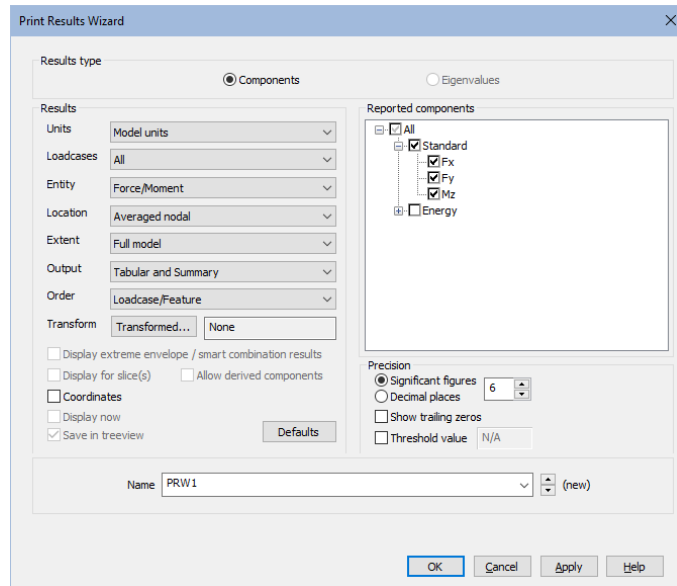 Print Results Wizard
Results type
Components Eigenvalues
Results
Units Model units
Loadcases All
Entity Force/Moment
Location Averaged nodal
Extent Full model
Output Tabular and Summary
Order Loadcase/Feature
Transform Transformed... None
Display extreme envelope / smart combination results
Display for slice(s) Allow derived components
Coordinates
Display now
Save in treeview
Defaults
Reported components
All
Standard
Fx
Fy
Mz
Energy
Precision
Significant figures 6
Decimal places
Show trailing zeros
Threshold value N/A
Name PRW1 (new)
OK Cancel Apply Help